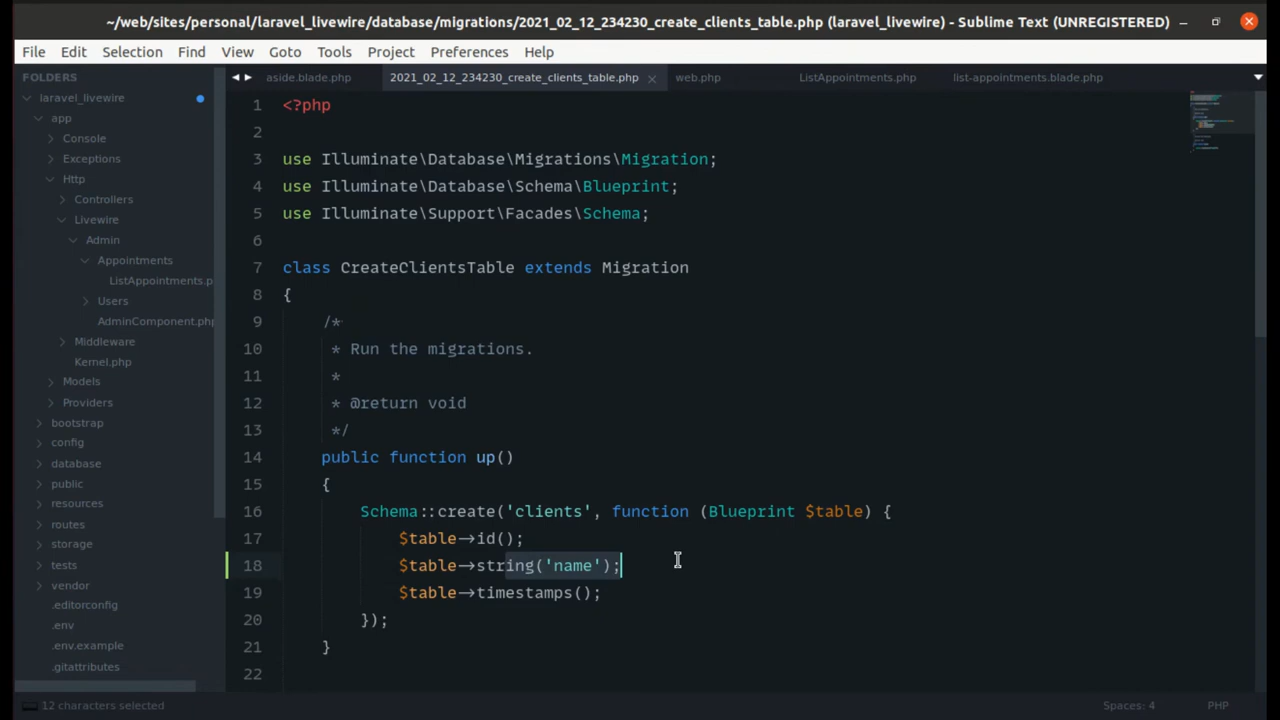 ~/web/sites/personal/laravel_livewire/database/migrations/2021_02_12_234230_create_clients_table.php (laravel_livewire) - Sublime Text (UNREGISTERED)
File Edit Selection View Find Goto Tools Project Preferences Help
FOLDERS
laravel_livewire
app
Console
Exceptions
Http
Controllers
Livewire
Admin
Appointments
ListAppointments.p
Users
AdminComponent.php
Middleware
Kernel.php
Models
Providers
bootstrap
config
database
public
resources
routes
storage
tests
vendor
.editorconfig
.env
.env.example
.gitattributes
aside.blade.php 2021_02_12_234230_create_clients_table.php web.php ListAppointments.php list-appointments.blade.php
1 <?php
2
3 use Illuminate\Database\Migrations\Migration;
4 use Illuminate\Database\Schema\Blueprint;
5 use Illuminate\Support\Facades\Schema;
6
7 class CreateClientsTable extends Migration
8 {
9 /*
10 * Run the migrations.
11 *
12 * @return void
13 */
14 public function up()
15 {
16 Schema::create('clients', function (Blueprint $table) {
17 $table->id();
18 $table->string('name');
19 $table->timestamps();
20 });
21 }
22
12 characters selected Spaces: 4 PHP